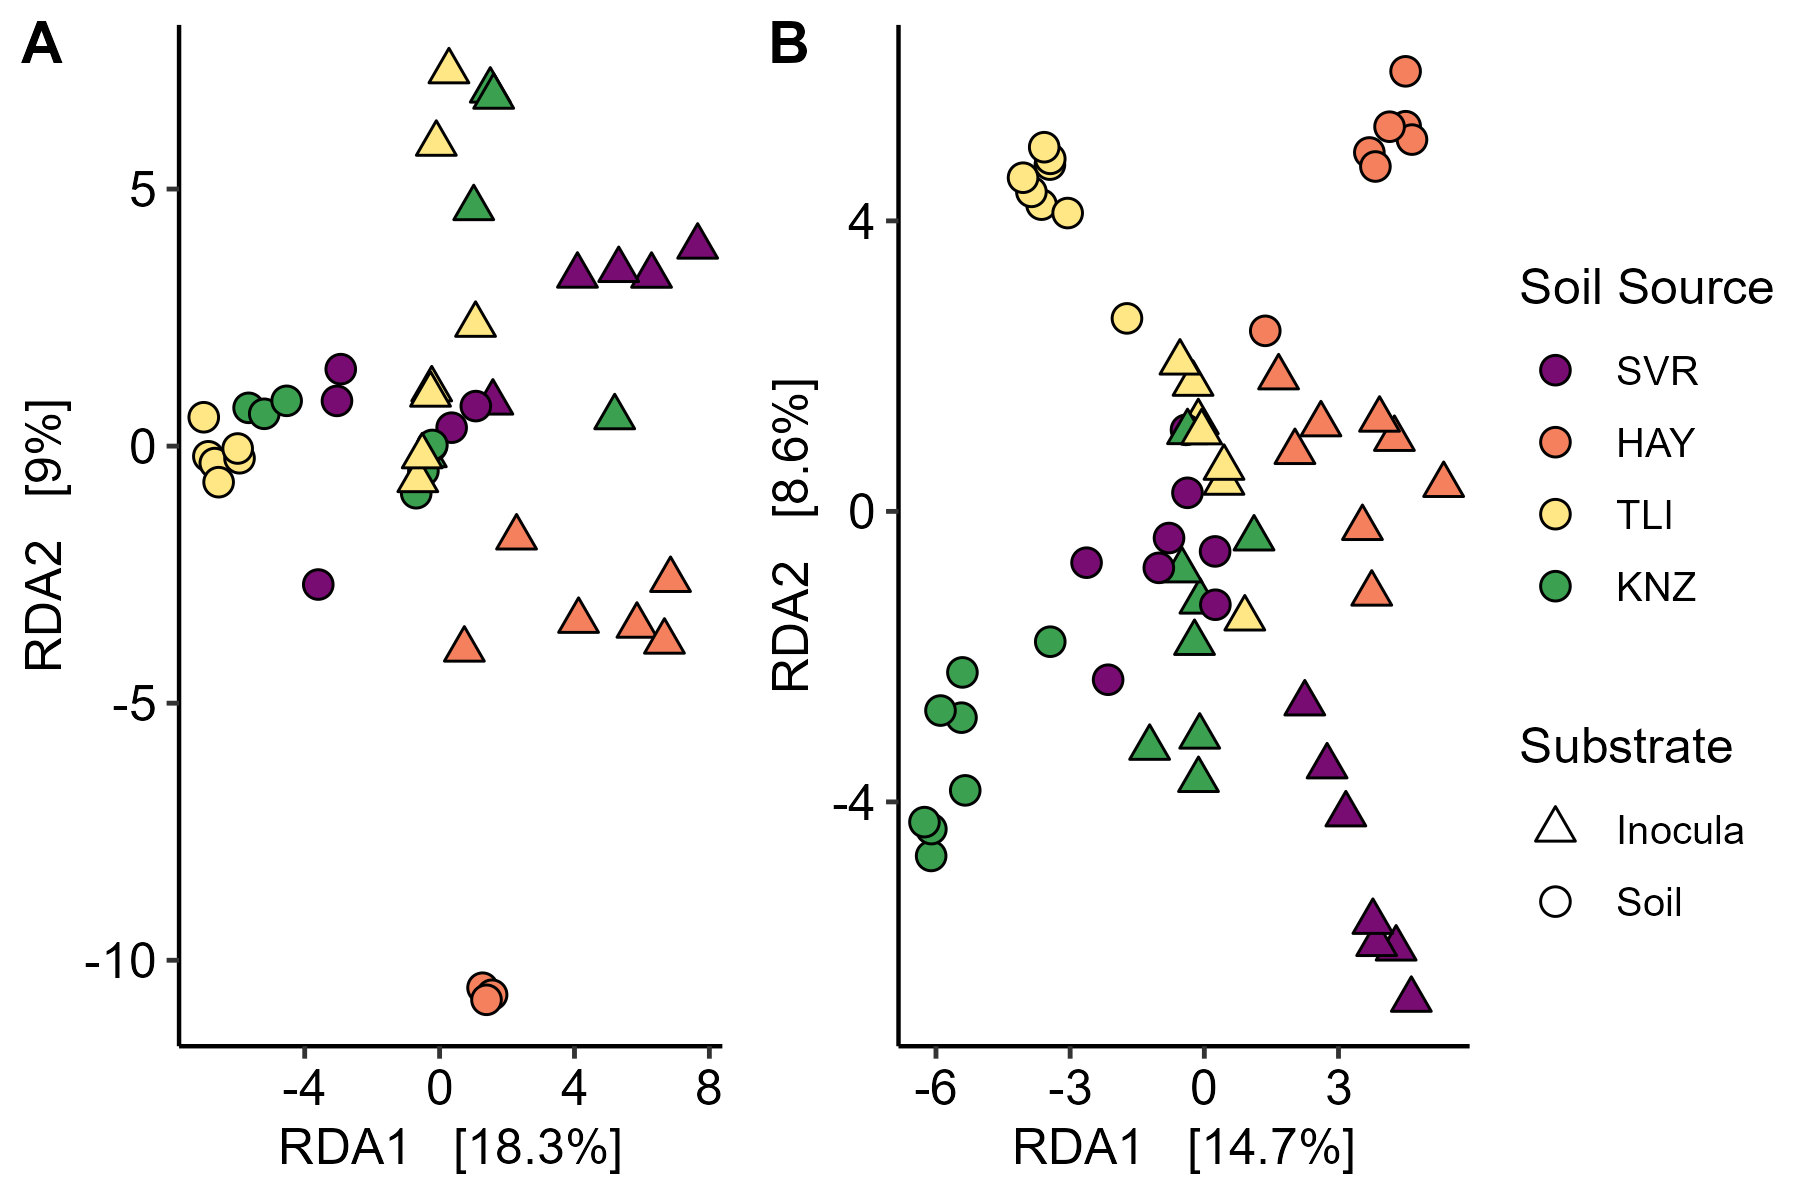 A
5
0
-5
-10
RDA2 [9%]
-4 0 4 8
RDA1 [18.3%]
B
4
0
-4
RDA2 [8.6%]
-6 -3 0 3
RDA1 [14.7%]
Soil Source
SVR
HAY
TLI
KNZ
Substrate
Inocula
Soil